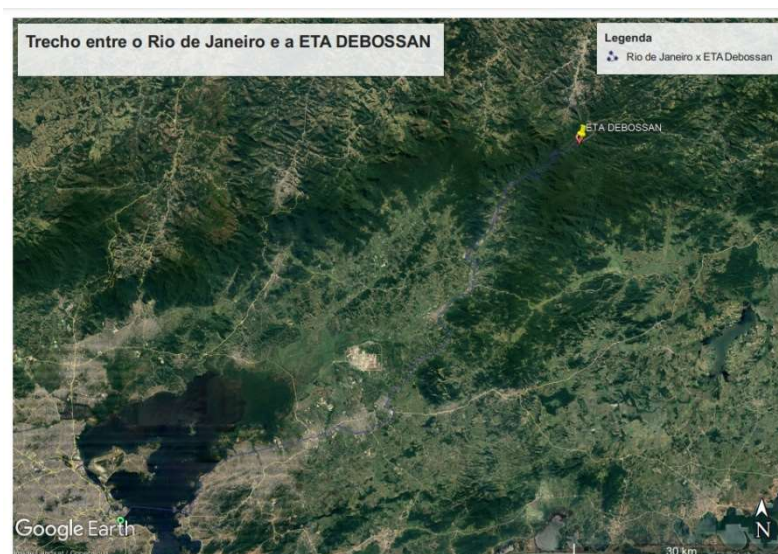 Trecho entre o Rio de Janeiro e a ETA DEBOSSAN
Legenda
Rio de Janeiro x ETA Debossan
ETA DEBOSSAN
Google Earth
N
30 km